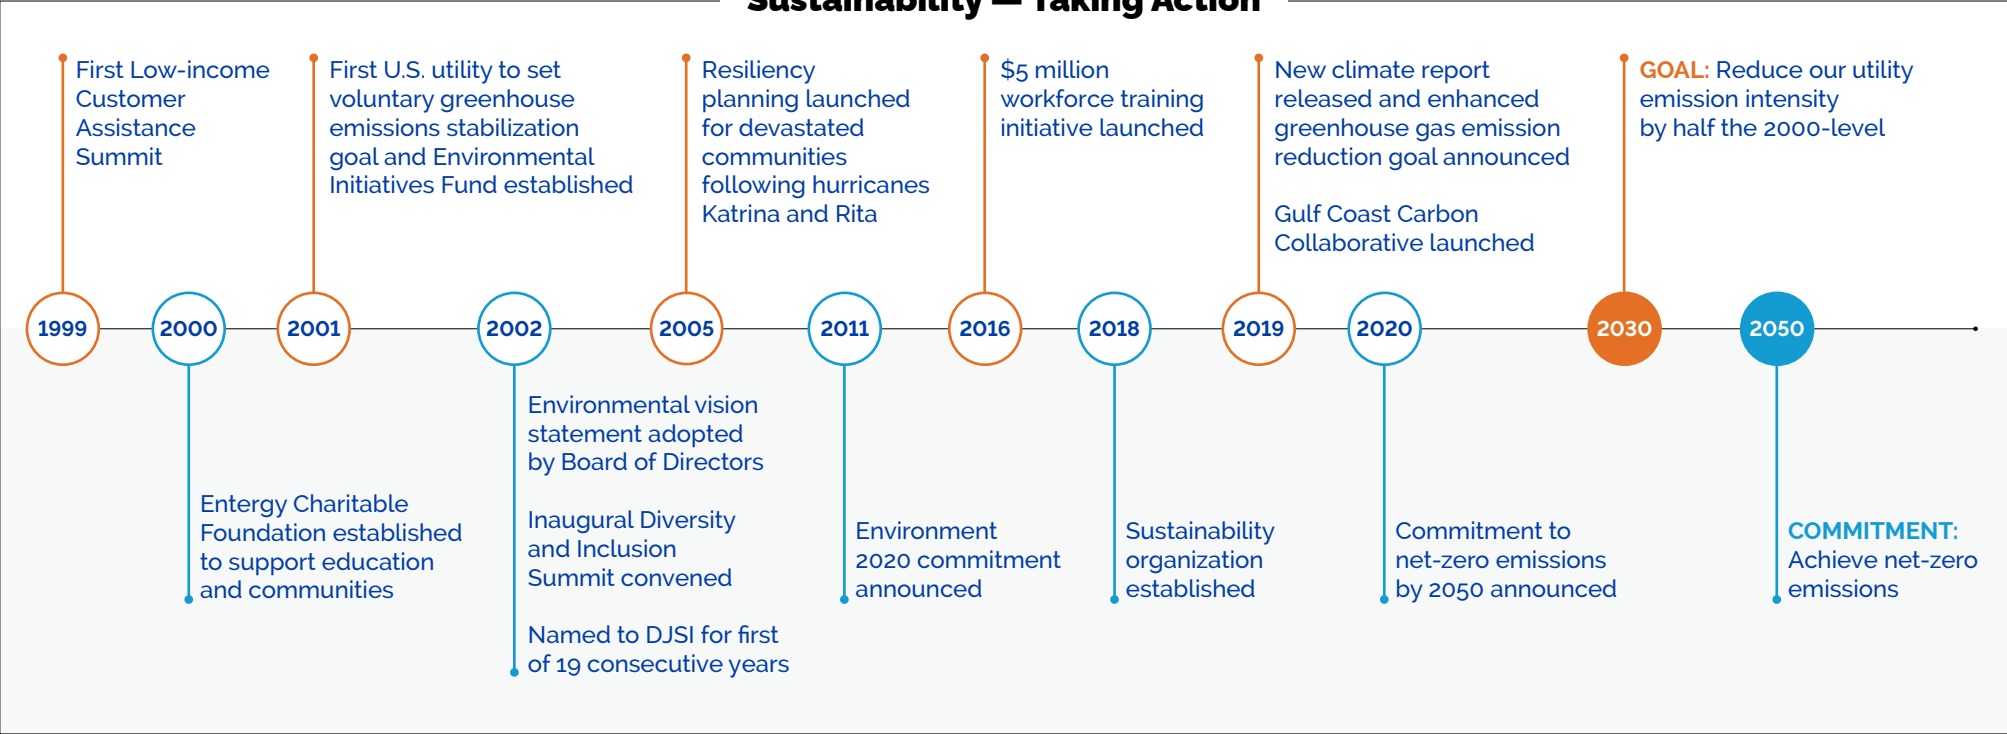 Sustainability — Taking Action
First Low-income
Customer
Assistance
Summit
First U.S. utility to set
voluntary greenhouse
emissions stabilization
goal and Environmental
Initiatives Fund established
Resiliency
planning launched
for devastated
communities
following hurricanes
Katrina and Rita
$5 million
workforce training
initiative launched
New climate report
released and enhanced
greenhouse gas emission
reduction goal announced
Gulf Coast Carbon
Collaborative launched
GOAL: Reduce our utility
emission intensity
by half the 2000-level
1999
2000
2001
2002
2005
2011
2016
2018
2019
2020
2030
2050
Entergy Charitable
Foundation established
to support education
and communities
Environmental vision
statement adopted
by Board of Directors
Inaugural Diversity
and Inclusion
Summit convened
Named to DJSI for first
of 19 consecutive years
Environment
2020 commitment
announced
Sustainability
organization
established
Commitment to
net-zero emissions
by 2050 announced
COMMITMENT:
Achieve net-zero
emissions